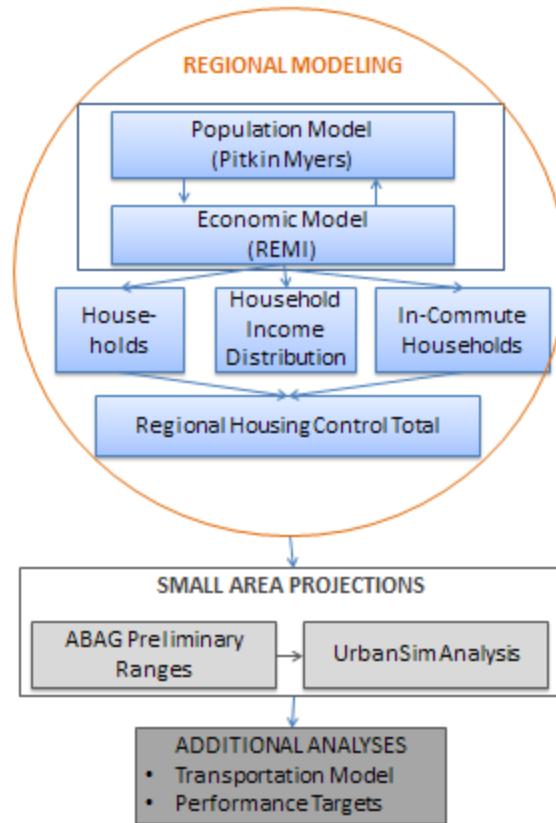 REGIONAL MODELING
Population Model
(Pitkin Myers)
Economic Model
(REMI)
House-
holds
Household
Income
Distribution
In-Commute
Households
Regional Housing Control Total
SMALL AREA PROJECTIONS
ABAG Preliminary
Ranges
UrbanSim Analysis
ADDITIONAL ANALYSES
• Transportation Model
• Performance Targets